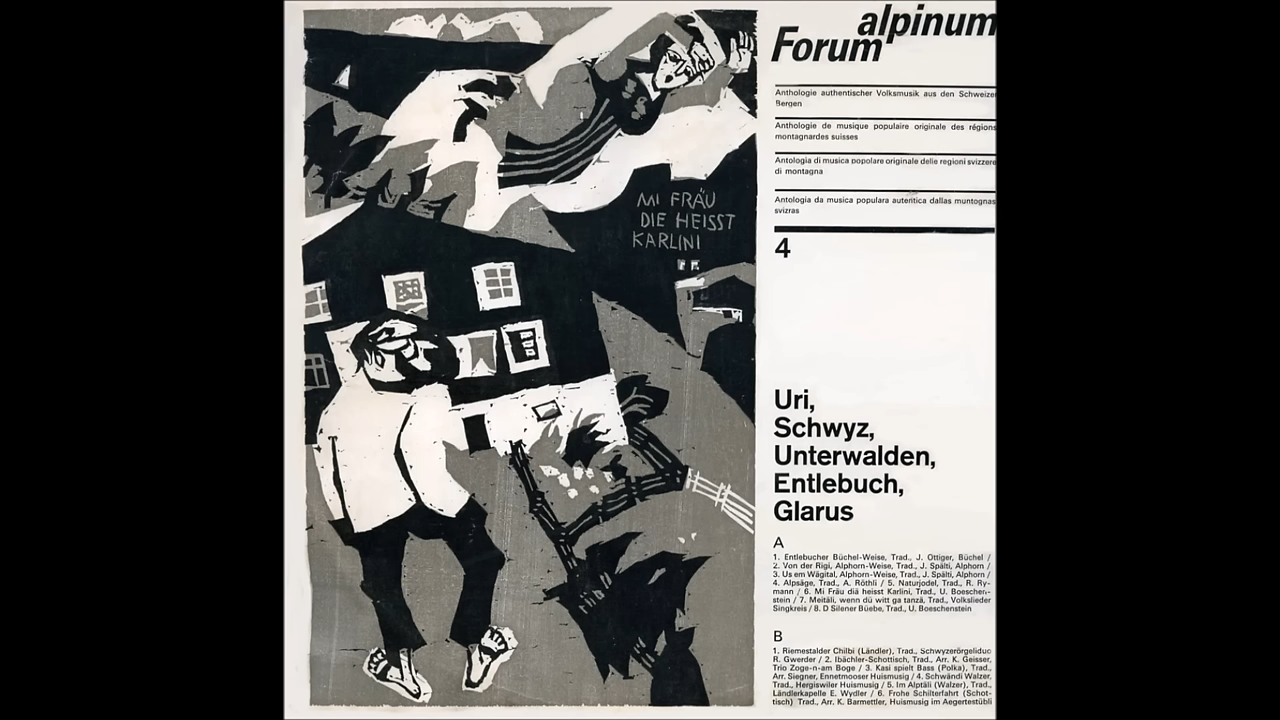 alpinum
Forum
Anthologie authentischer Volksmusik aus den Schweizer
Bergen
Anthologie de musique populaire originale des régions
montagnardes suisses
Antologia di musica popolare originale delle regioni svizzere
di montagna
Antologia da musica populara autentica dallas muntognas
svizras
4
MI FRÄU
DIE HEISST
KARLINI
Uri,
Schwyz,
Unterwalden,
Entlebuch,
Glarus
A
1. Entlebucher Büchel-Weise, Trad., J. Ottiger, Büchel /
2. Von der Rigi, Alphorn-Weise, Trad., J. Spälti, Alphorn /
3. Us em Wägital, Alphorn-Weise, Trad., J. Spälti, Alphorn /
4. Alpsäge, Trad., A. Röthli / 5. Naturjodel, Trad., R. Ry-
mann / 6. Mi Fräu diä heisst Karlini, Trad., U. Boeschen-
stein / 7. Meitäli, wenn dü witt ga tanzä, Trad., Volkslieder
Singkreis / 8. D Silener Büebe, Trad., U. Boeschenstein
B
1. Riemestalder Chilbi (Ländler), Trad., Schwyzerörgeliduo
R. Gwerder / 2. Ibächler-Schottisch, Trad., Arr. K. Geisser,
Trio Zoge-n-am Boge / 3. Kasi spielt Bass (Polka), Trad.,
Arr. Siegner, Ennetmooser Huismusig / 4. Schwändi Walzer,
Trad., Hergiswiler Huismusig / 5. Im Alptäli (Walzer), Trad.,
Ländlerkapelle E. Wydler / 6. Frohe Schilterfahrt (Schot-
tisch) Trad., Arr. K. Barmettler, Huismusig im Aegertestübli